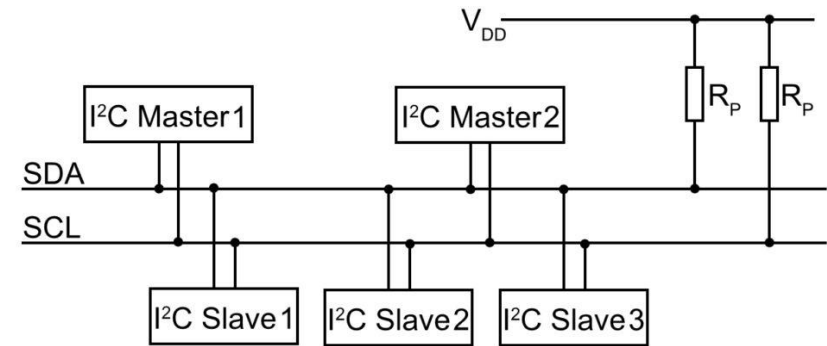 V_DD
I²C Master1
I²C Master2
R_P
R_P
SDA
SCL
I²C Slave1
I²C Slave2
I²C Slave3